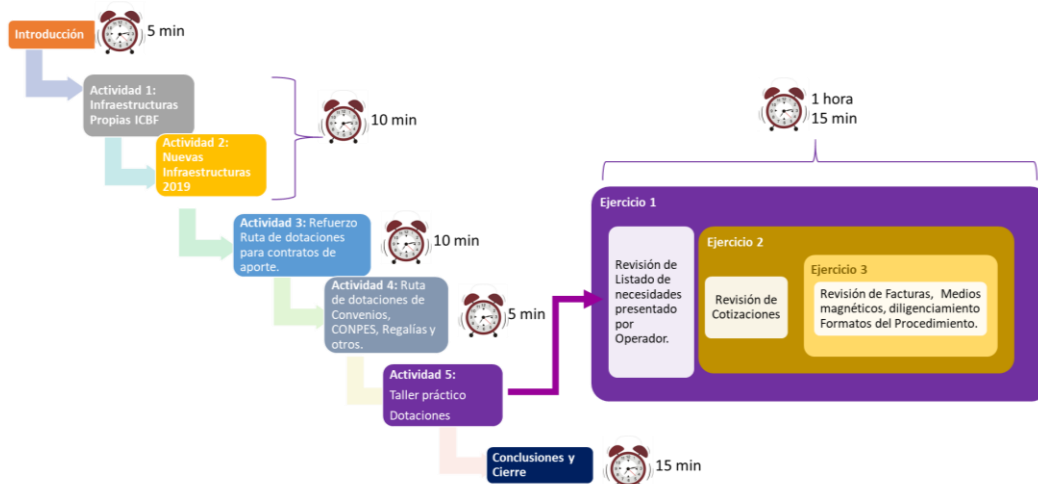 Introducción
5 min
Actividad 1:
Infraestructuras
Propias ICBF
10 min
Actividad 2:
Nuevas
Infraestructuras
2019
Actividad 3: Refuerzo
Ruta de dotaciones
para contratos de
aporte.
10 min
Actividad 4: Ruta
de dotaciones de
Convenios,
CONPES, Regalías y
otros.
5 min
Actividad 5:
Taller práctico
Dotaciones
Conclusiones y
Cierre
15 min
1 hora
15 min
Ejercicio 1
Revisión de
Listado de
necesidades
presentado
por
Operador.
Ejercicio 2
Revisión de
Cotizaciones
Ejercicio 3
Revisión de Facturas, Medios
magnéticos, diligenciamiento
Formatos del Procedimiento.